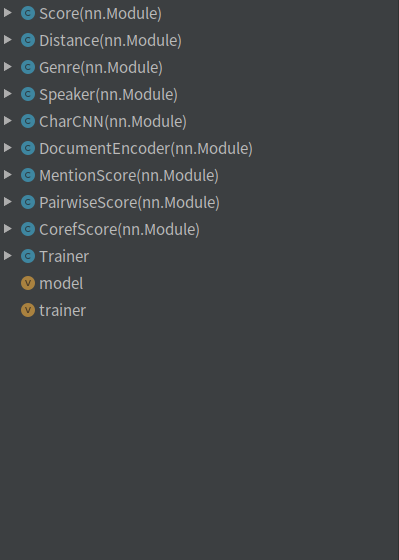 C Score(nn.Module)
C Distance(nn.Module)
C Genre(nn.Module)
C Speaker(nn.Module)
C CharCNN(nn.Module)
C DocumentEncoder(nn.Module)
C MentionScore(nn.Module)
C PairwiseScore(nn.Module)
C CorefScore(nn.Module)
C Trainer
V model
V trainer